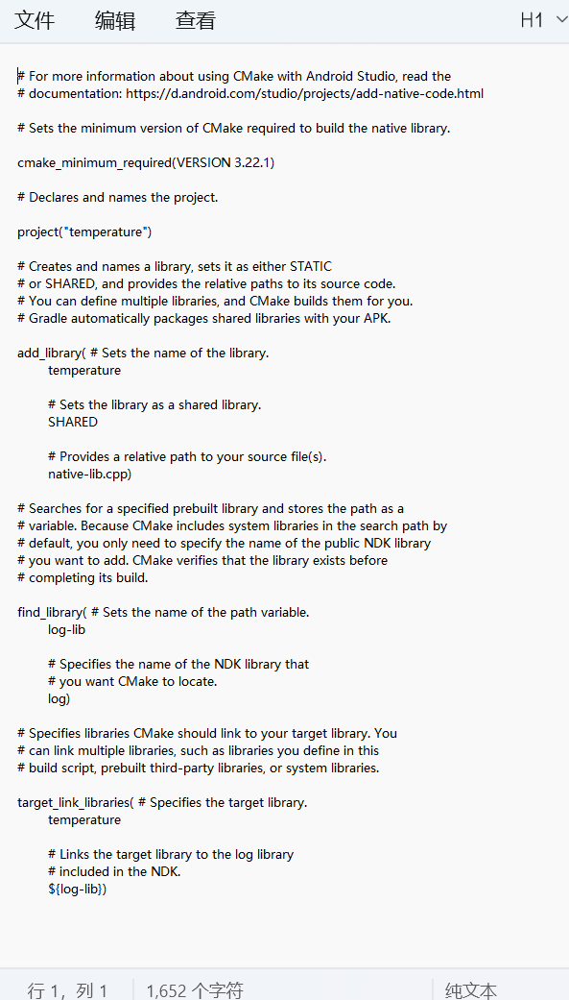 文件 编辑 查看 H1
# For more information about using CMake with Android Studio, read the
# documentation: https://d.android.com/studio/projects/add-native-code.html
# Sets the minimum version of CMake required to build the native library.
cmake_minimum_required(VERSION 3.22.1)
# Declares and names the project.
project("temperature")
# Creates and names a library, sets it as either STATIC
# or SHARED, and provides the relative paths to its source code.
# You can define multiple libraries, and CMake builds them for you.
# Gradle automatically packages shared libraries with your APK.
add_library( # Sets the name of the library.
temperature
# Sets the library as a shared library.
SHARED
# Provides a relative path to your source file(s).
native-lib.cpp)
# Searches for a specified prebuilt library and stores the path as a
# variable. Because CMake includes system libraries in the search path by
# default, you only need to specify the name of the public NDK library
# you want to add. CMake verifies that the library exists before
# completing its build.
find_library( # Sets the name of the path variable.
log-lib
# Specifies the name of the NDK library that
# you want CMake to locate.
log)
# Specifies libraries CMake should link to your target library. You
# can link multiple libraries, such as libraries you define in this
# build script, prebuilt third-party libraries, or system libraries.
target_link_libraries( # Specifies the target library.
temperature
# Links the target library to the log library
# included in the NDK.
${log-lib})
行 1，列 1 1,652 个字符 纯文本